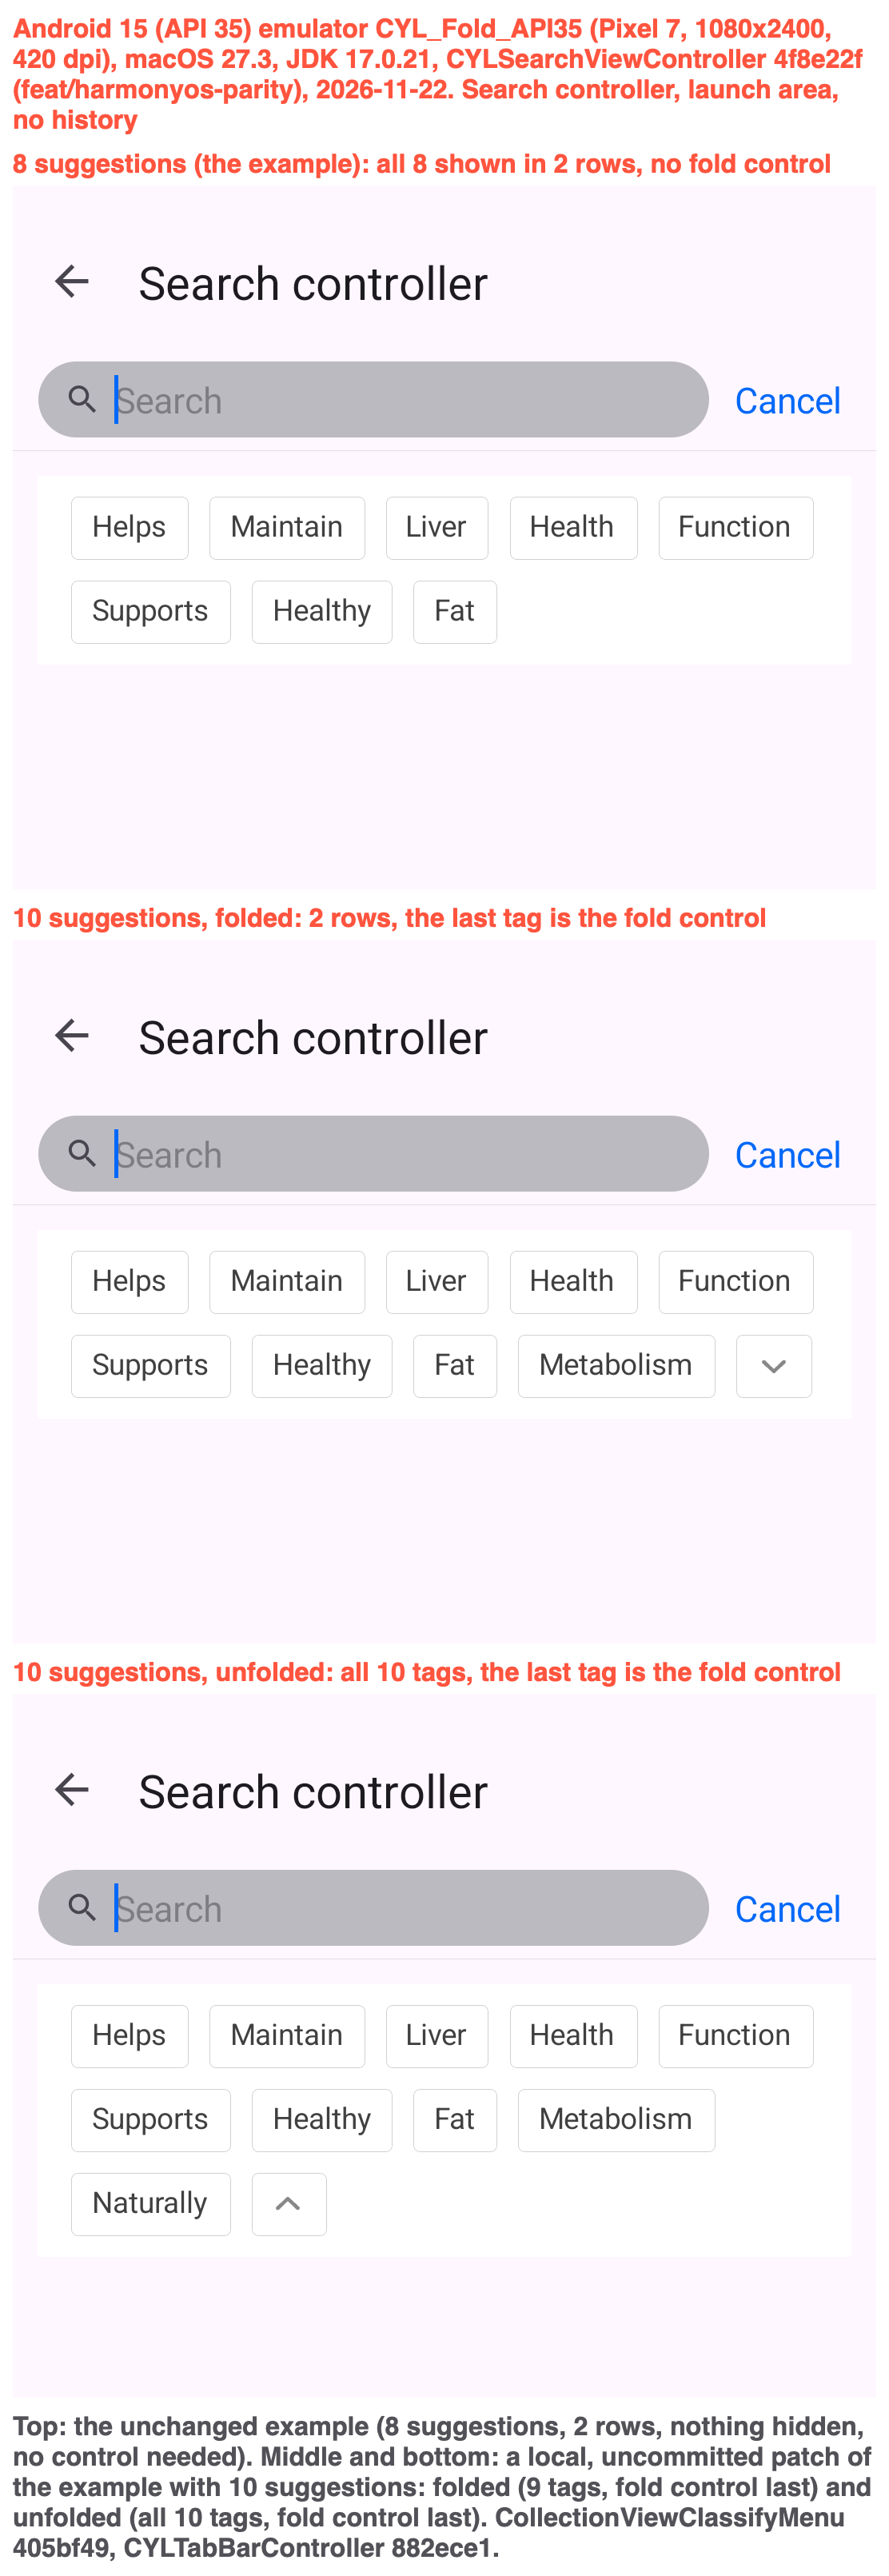 Android 15 (API 35) emulator CYL_Fold_API35 (Pixel 7, 1080x2400,
420 dpi), macOS 27.3, JDK 17.0.21, CYLSearchViewController 4f8e22f
(feat/harmonyos-parity), 2026-11-22. Search controller, launch area,
no history
8 suggestions (the example): all 8 shown in 2 rows, no fold control
Search controller
Search Cancel
Helps Maintain Liver Health Function
Supports Healthy Fat
10 suggestions, folded: 2 rows, the last tag is the fold control
Search controller
Search Cancel
Helps Maintain Liver Health Function
Supports Healthy Fat Metabolism
10 suggestions, unfolded: all 10 tags, the last tag is the fold control
Search controller
Search Cancel
Helps Maintain Liver Health Function
Supports Healthy Fat Metabolism
Naturally
Top: the unchanged example (8 suggestions, 2 rows, nothing hidden,
no control needed). Middle and bottom: a local, uncommitted patch of
the example with 10 suggestions: folded (9 tags, fold control last) and
unfolded (all 10 tags, fold control last). CollectionViewClassifyMenu
405bf49, CYLTabBarController 882ece1.